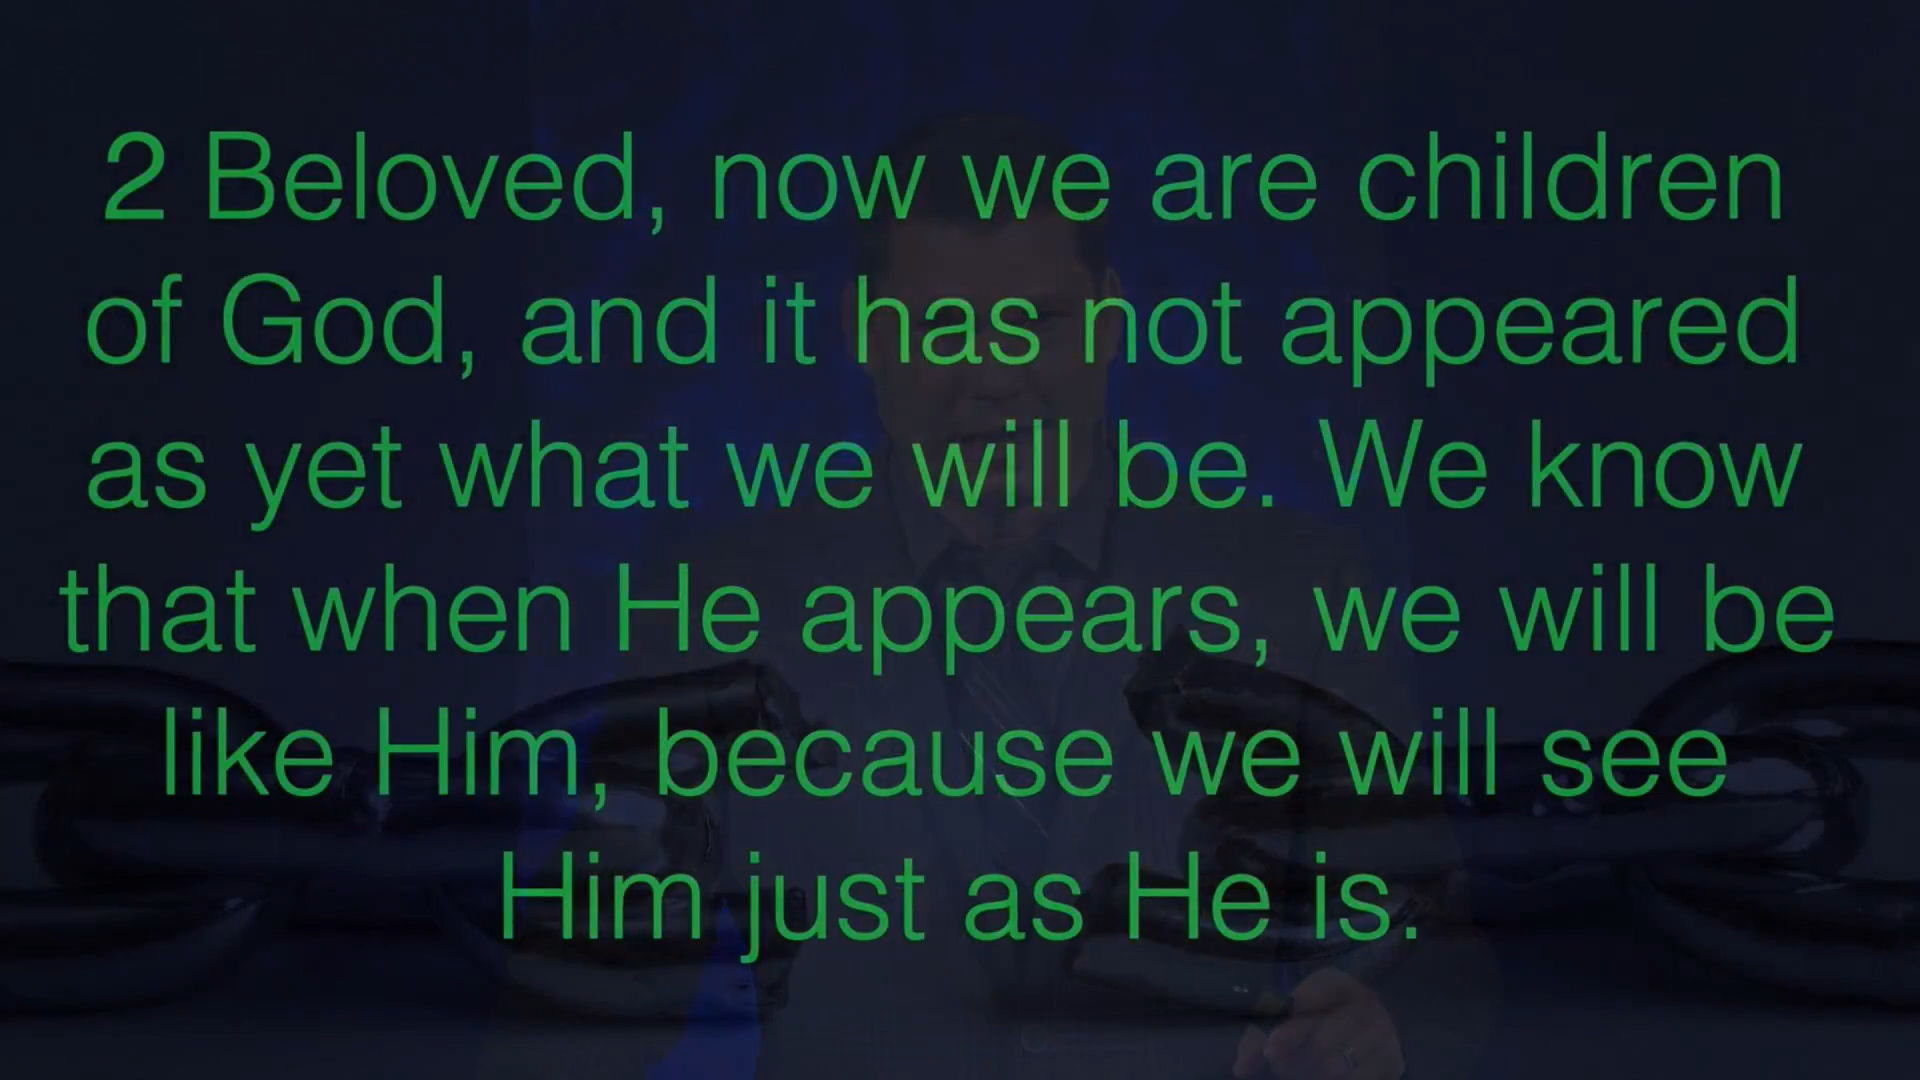 2 Beloved, now we are children
of God, and it has not appeared
as yet what we will be. We know
that when He appears, we will be
like Him, because we will see
Him just as He is.